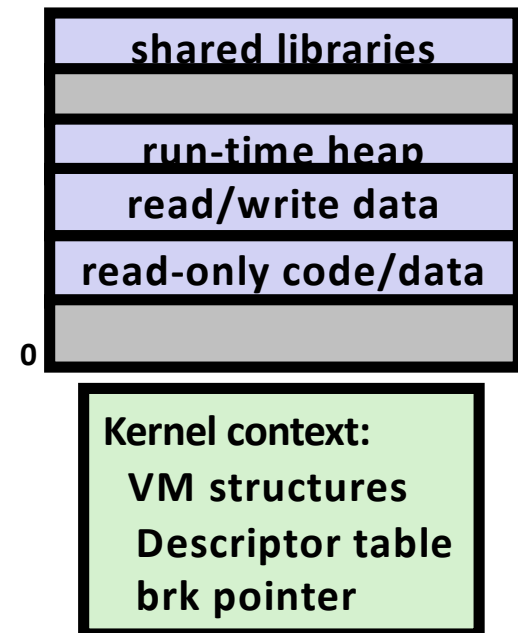 shared libraries
run-time heap
read/write data
read-only code/data
0
Kernel context:
VM structures
Descriptor table
brk pointer